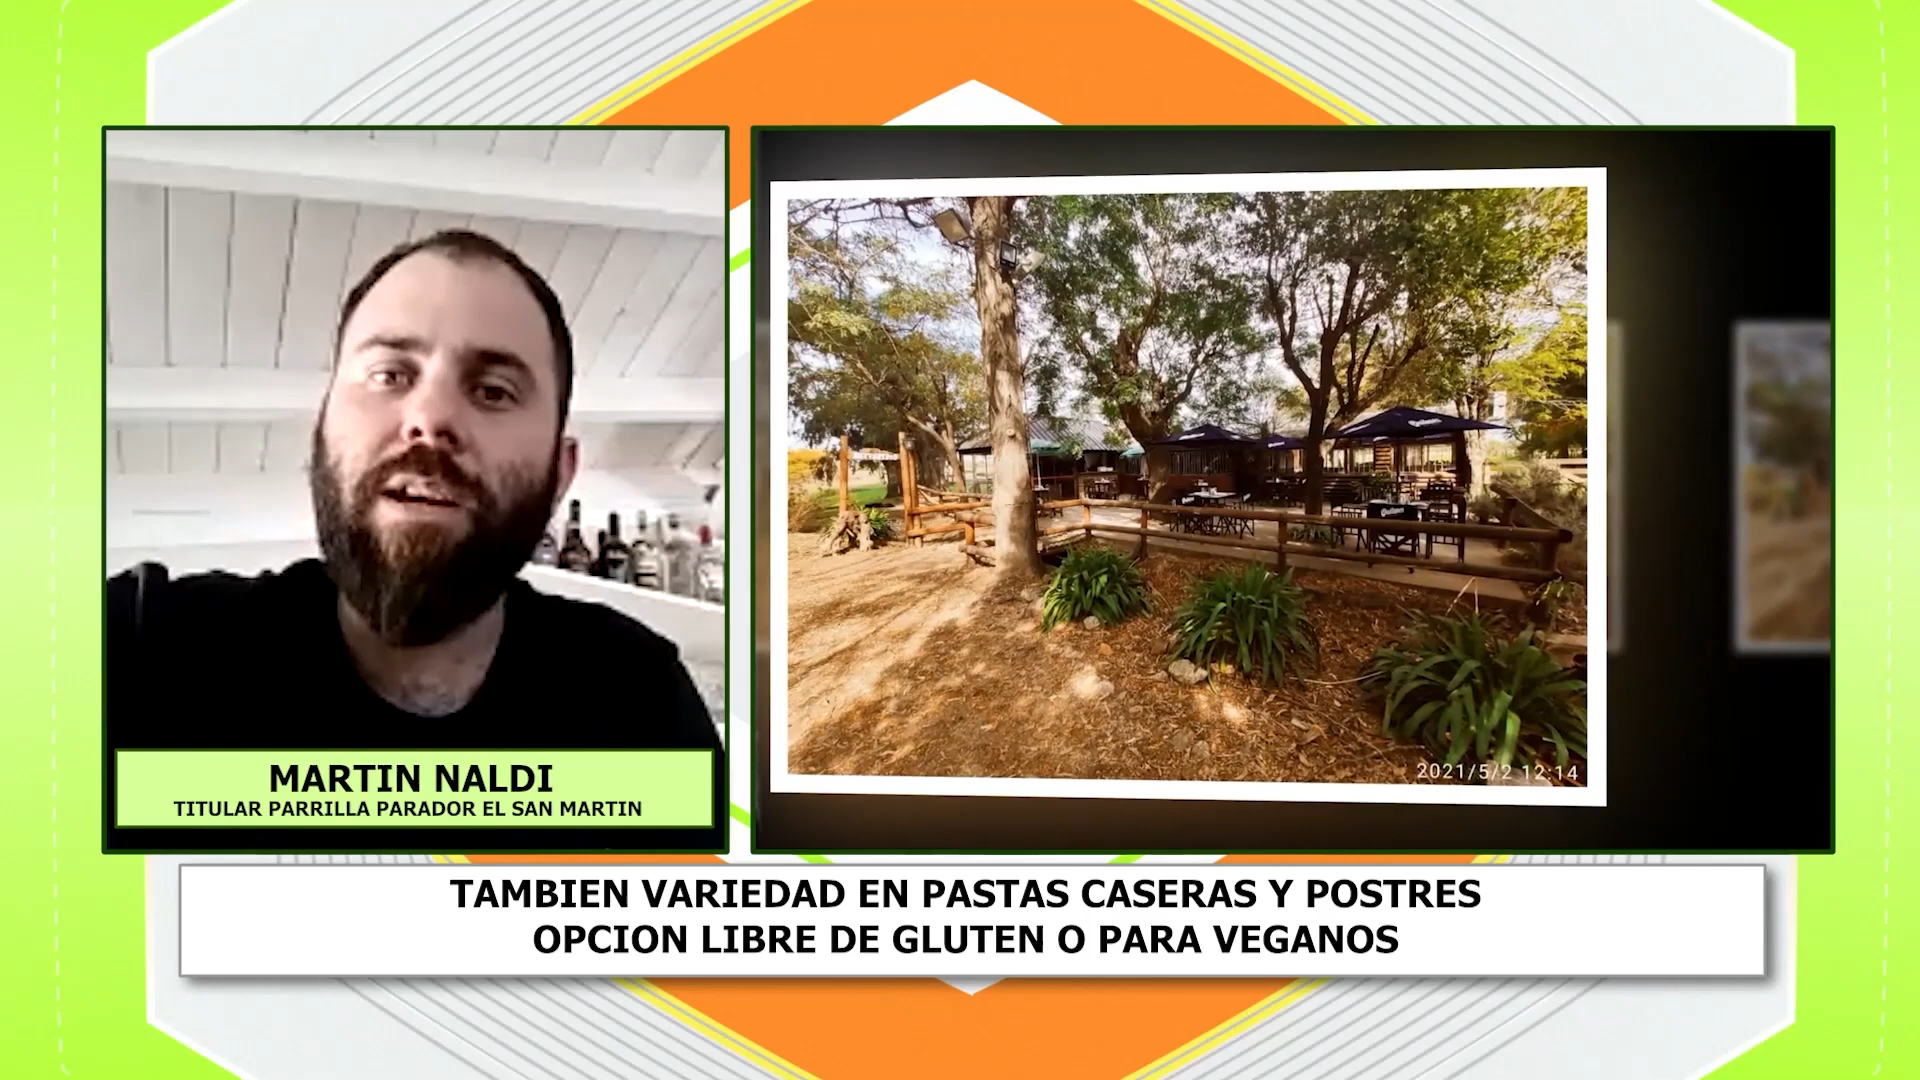 MARTIN NALDI
TITULAR PARRILLA PARADOR EL SAN MARTIN
2021/5/2 12:14
TAMBIEN VARIEDAD EN PASTAS CASERAS Y POSTRES
OPCION LIBRE DE GLUTEN O PARA VEGANOS